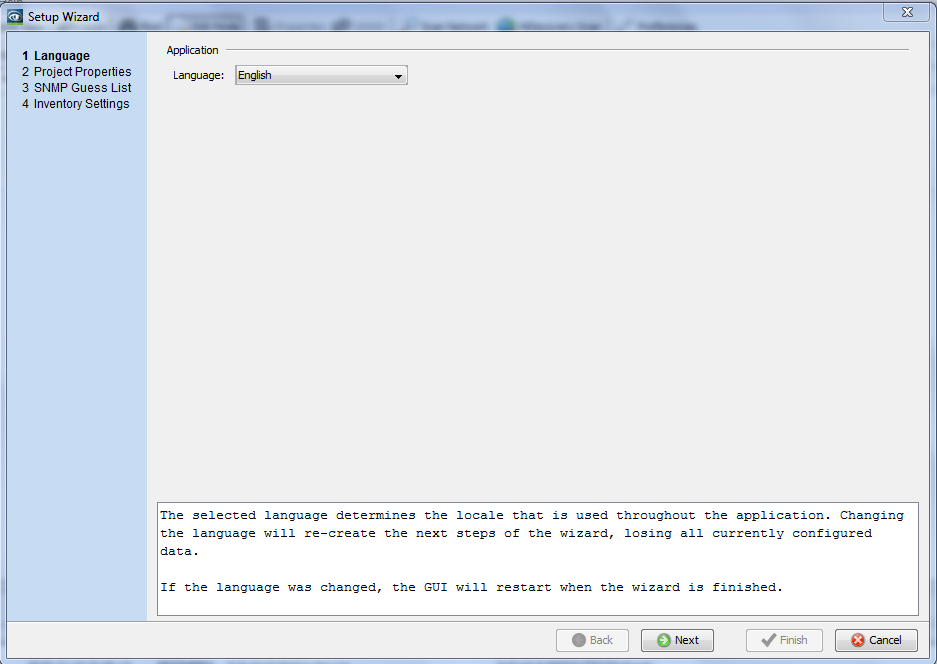 Setup Wizard
1 Language
2 Project Properties
3 SNMP Guess List
4 Inventory Settings
Application
Language: English
The selected language determines the locale that is used throughout the application. Changing
the language will re-create the next steps of the wizard, losing all currently configured
data.
If the language was changed, the GUI will restart when the wizard is finished.
Back Next Finish Cancel